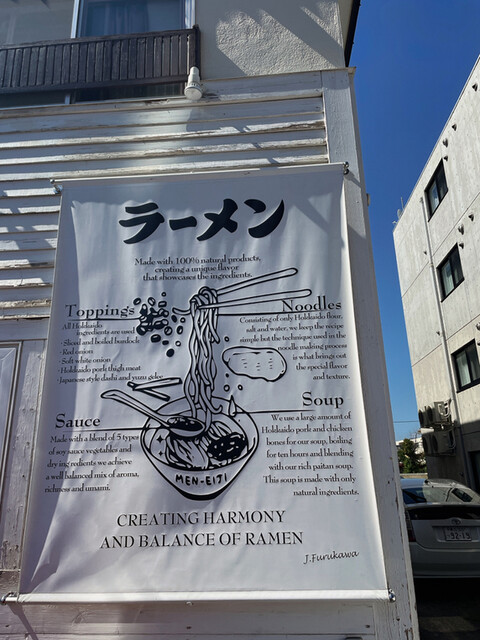 ラーメン
Made with 100% natural products,
creating a unique flavor
that showcases the ingredients.
Toppings
All Hokkaido
ingredients are used
- Sliced and boiled burdock
- Red onion
- Soft white onion
- Hokkaido pork thigh meat
- Japanese style dashi and yuzu gelee
Noodles
Consisting of only Hokkaido flour,
salt and water, we keep the recipe
simple but the technique used in the
noodle making process
is what brings out
the special flavor
and texture.
Sauce
Made with a blend of 5 types
of soy sauce vegetables and
dry ingredients we achieve
a well balanced mix of aroma,
richness and umami.
Soup
We use a large amount of
Hokkaido pork and chicken
bones for our soup, boiling
for ten hours and blending
with our rich paitan soup.
This soup is made with only
natural ingredients.
MEN-EIJI
CREATING HARMONY
AND BALANCE OF RAMEN
J.Furukawa